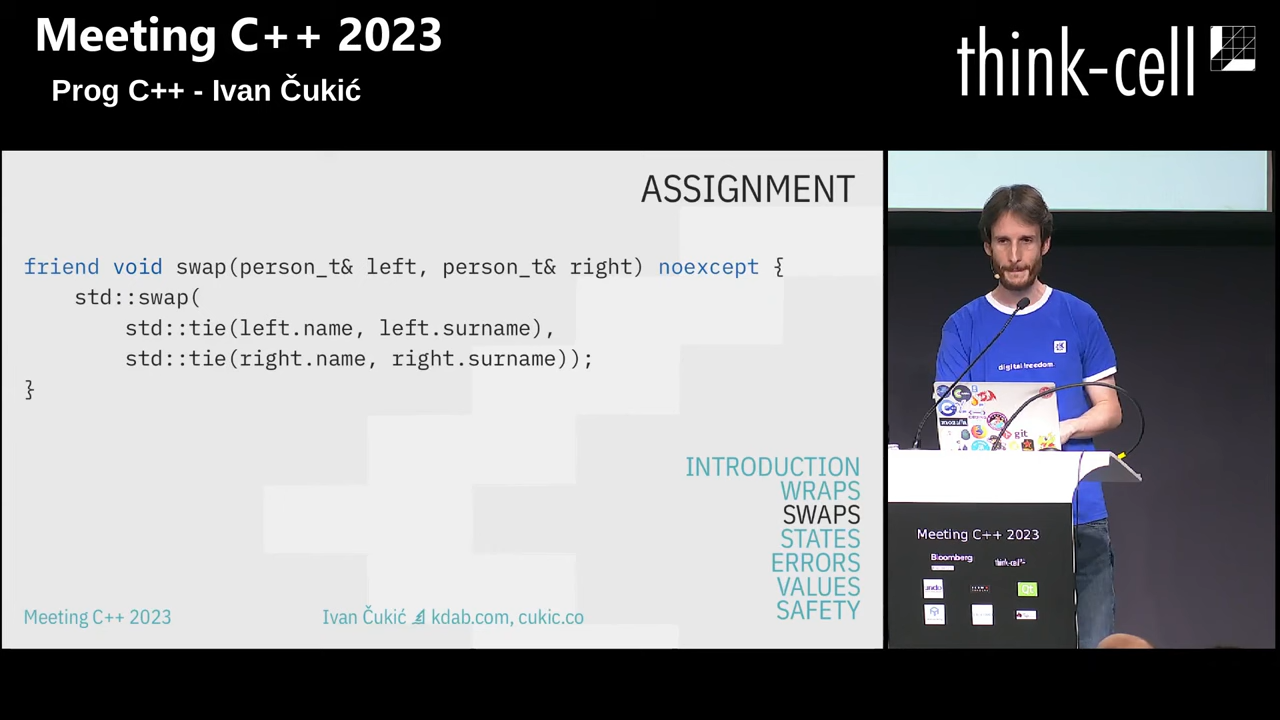 Meeting C++ 2023
Prog C++ - Ivan Čukić
think-cell
ASSIGNMENT
friend void swap(person_t& left, person_t& right) noexcept {
    std::swap(
        std::tie(left.name, left.surname),
        std::tie(right.name, right.surname));
}
INTRODUCTION
WRAPS
SWAPS
STATES
ERRORS
VALUES
SAFETY
Meeting C++ 2023
Ivan Čukić
kdab.com, cukic.co
digital freedom
git
Meeting C++ 2023
Bloomberg
think-cell
Qt